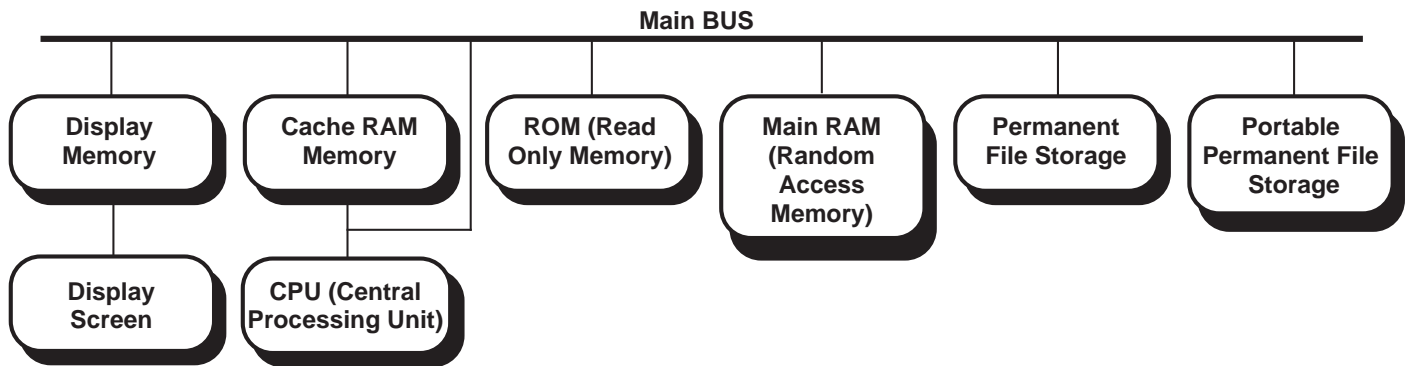 Main BUS
Display
Memory
Cache RAM
Memory
ROM (Read
Only Memory)
Main RAM
(Random
Access
Memory)
Permanent
File Storage
Portable
Permanent File
Storage
Display
Screen
CPU (Central
Processing Unit)